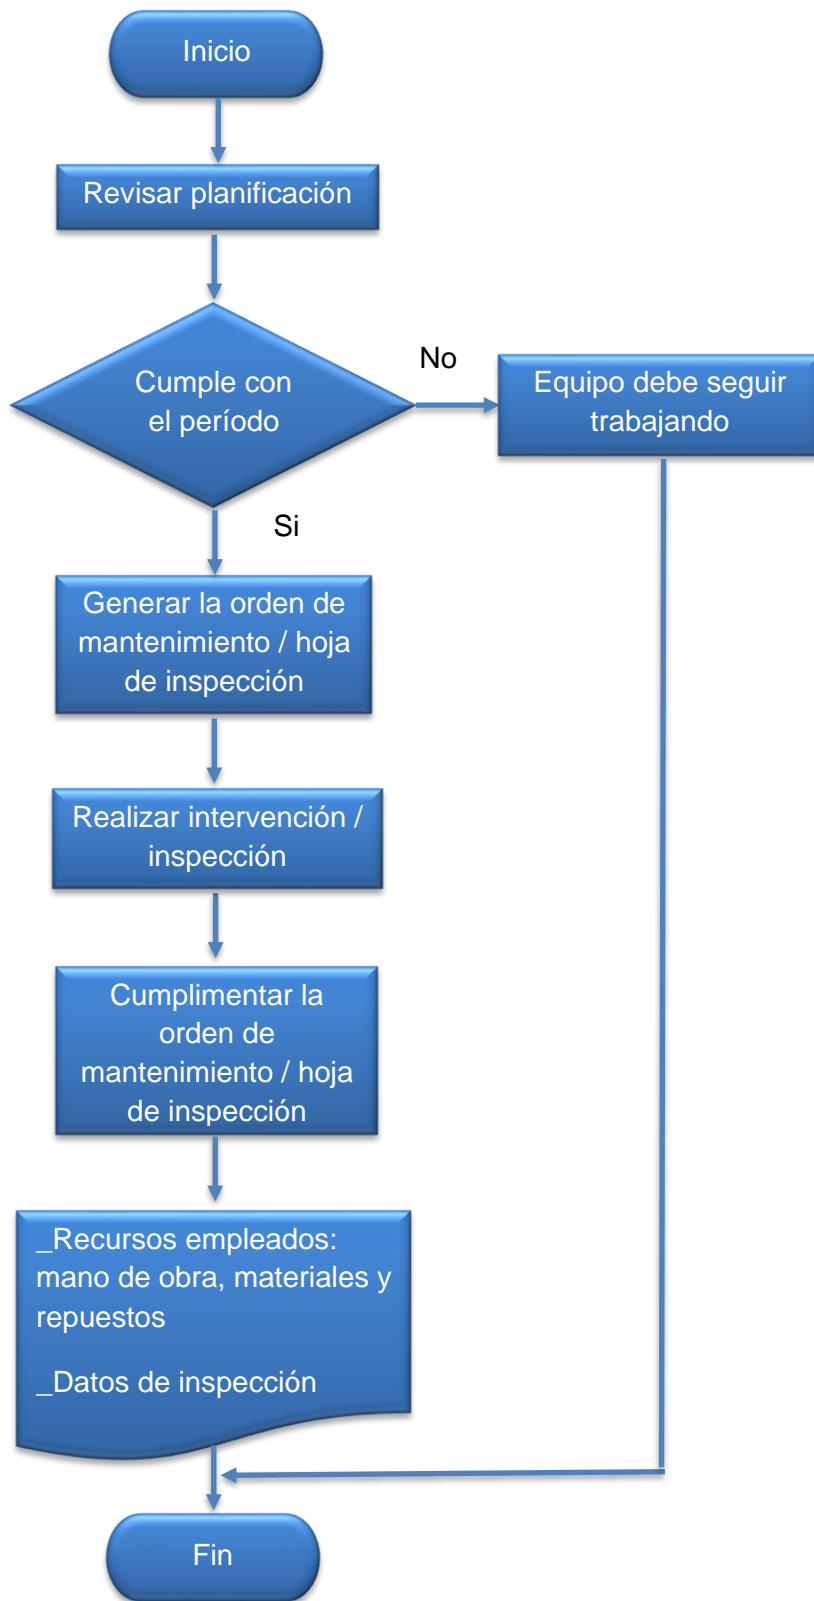 Inicio
Revisar planificación
Cumple con
el período
No
Equipo debe seguir
trabajando
Si
Generar la orden de
mantenimiento / hoja
de inspección
Realizar intervención /
inspección
Cumplimentar la
orden de
mantenimiento / hoja
de inspección
_Recursos empleados:
mano de obra, materiales y
repuestos
_Datos de inspección
Fin